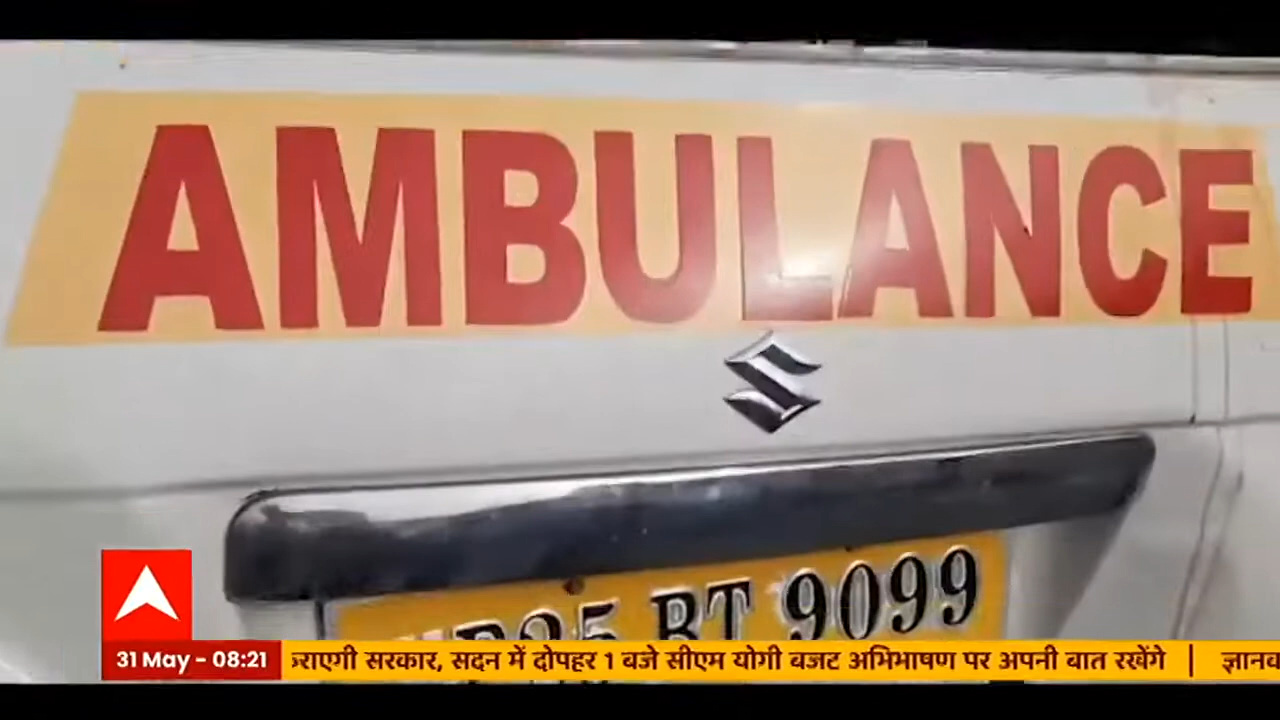 AMBULANCE
BT 9099
31 May - 08:21
सरकार, सदन में दोपहर 1 बजे सीएम योगी बजट अभिभाषण पर अपनी बात रखेंगे |